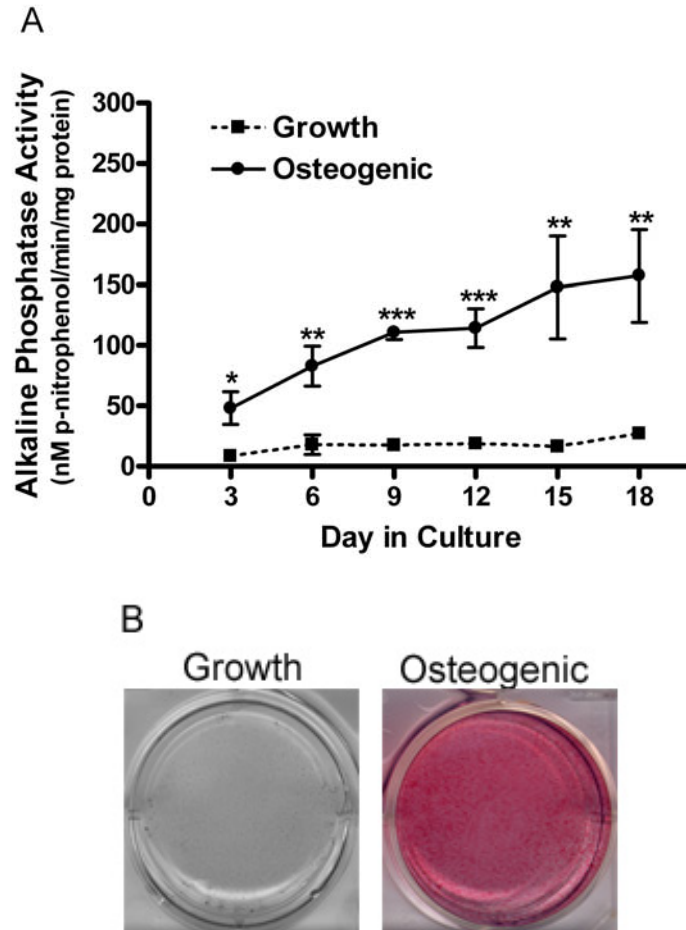 A
Alkaline Phosphatase Activity
(nM p-nitrophenol/min/mg protein)
300
250
200
150
100
50
0
Growth
Osteogenic
*
**
***
***
**
**
0 3 6 9 12 15 18
Day in Culture
B
Growth Osteogenic